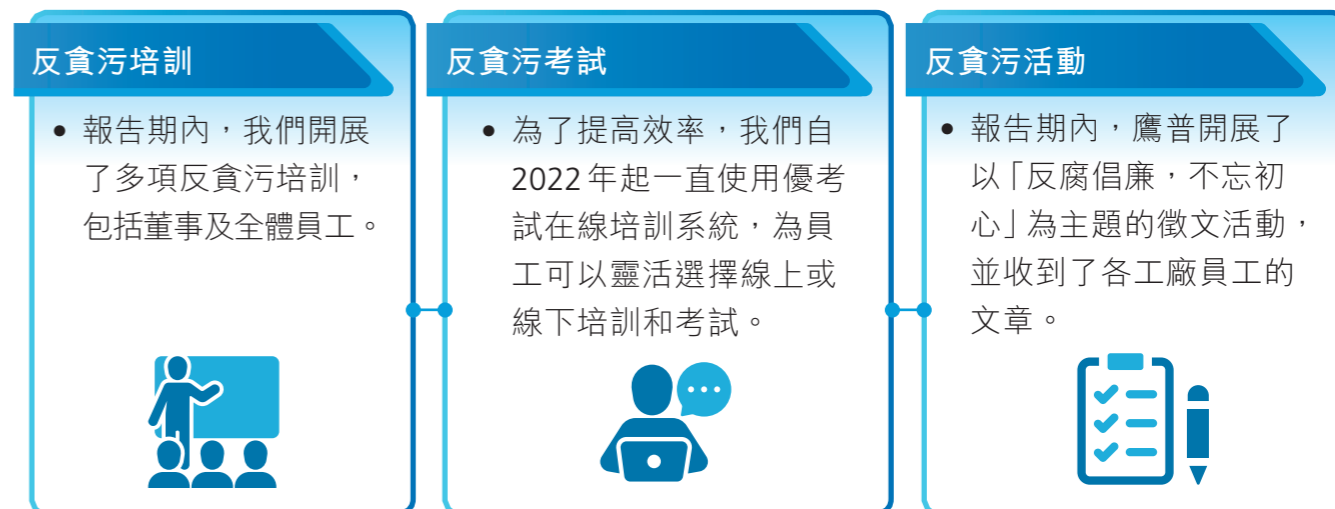 反貪污培訓
• 報告期內，我們開展
了多項反貪污培訓，
包括董事及全體員工。
反貪污考試
• 為了提高效率，我們自
2022年起一直使用優考
試在線培訓系統，為員
工可以靈活選擇線上或
線下培訓和考試。
反貪污活動
• 報告期內，鷹普開展了
以「反腐倡廉，不忘初
心」為主題的徵文活動，
並收到了各工廠員工的
文章。